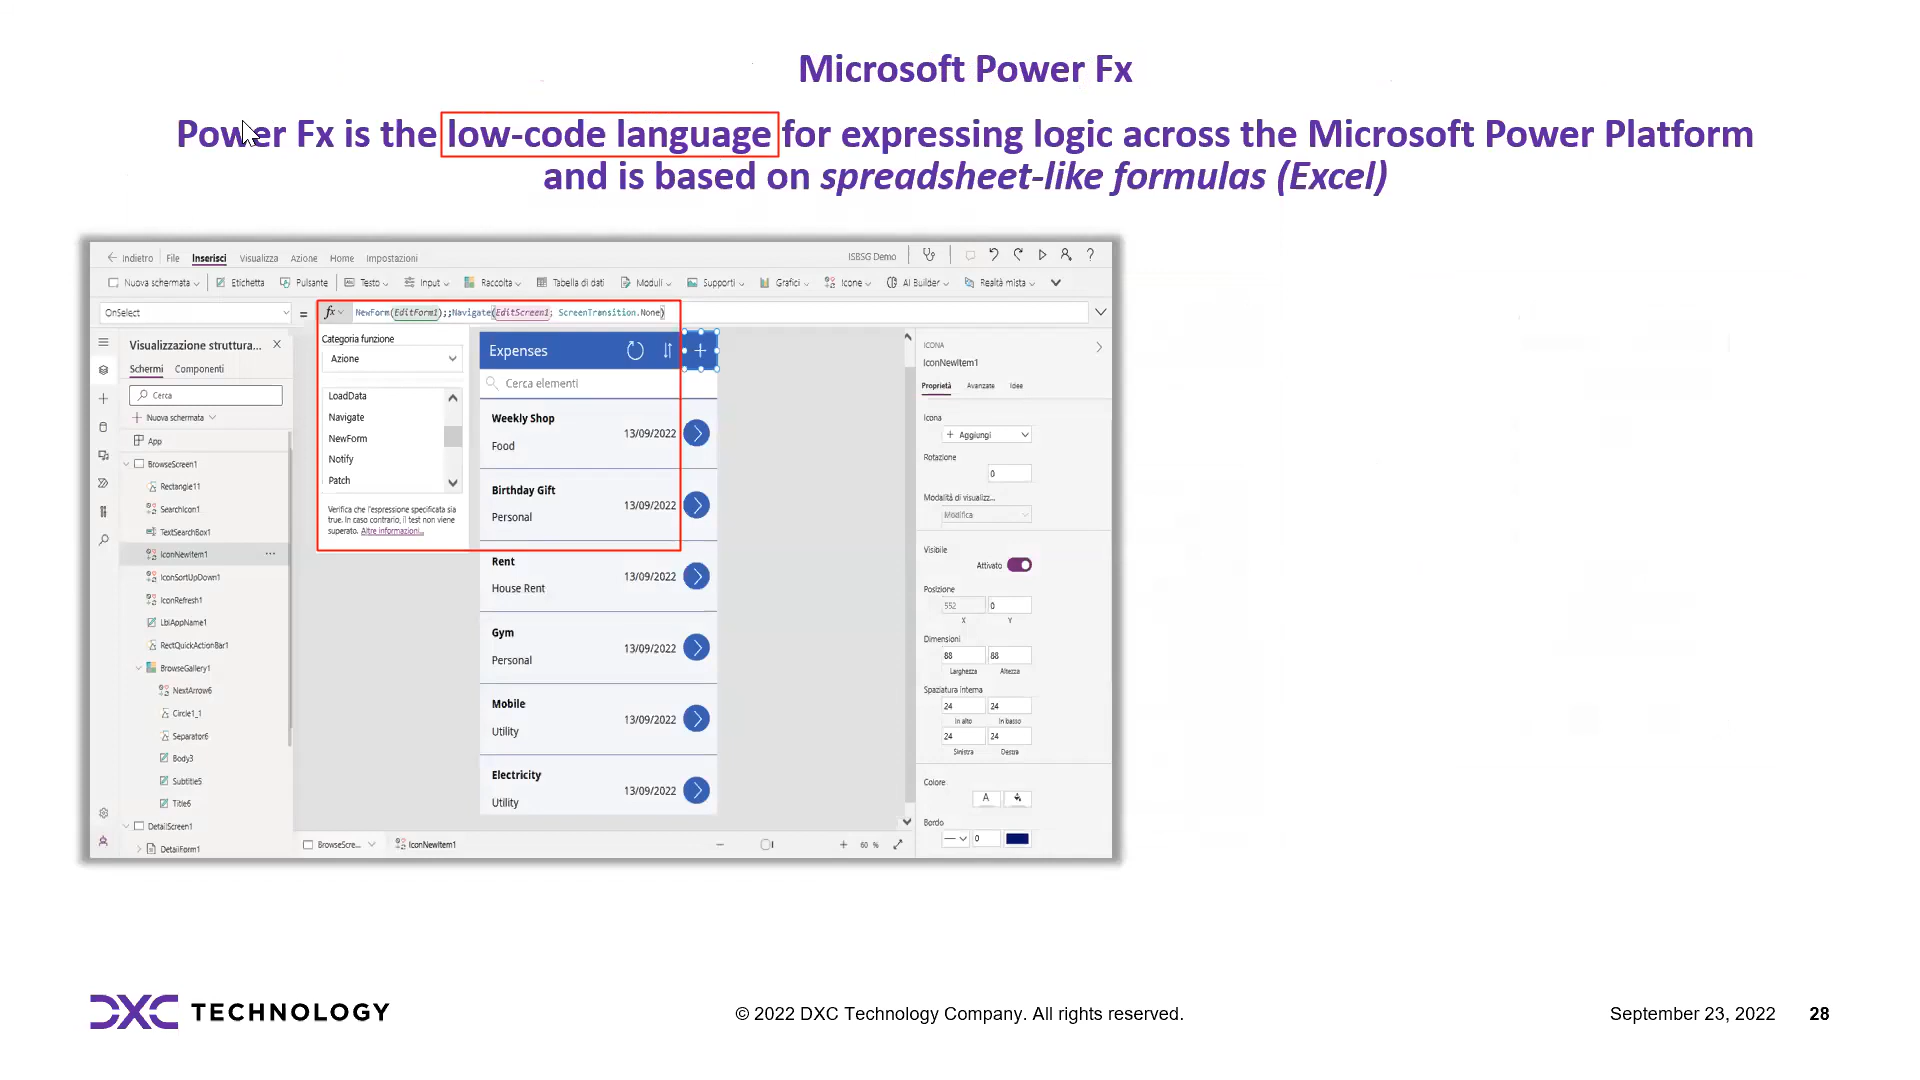 Microsoft Power Fx
Power Fx is the low-code language for expressing logic across the Microsoft Power Platform
and is based on spreadsheet-like formulas (Excel)
Indietro File Inserisci Visualizza Azione Home Impostazioni ISBSG Demo
Nuova schermata Etichetta Pulsante Testo Input Raccolta Tabella di dati Moduli Supporti Grafici Icone AI Builder Realtà mista
OnSelect = fx NewForm(EditForm1);;Navigate(EditScreen1; ScreenTransition.None)
Visualizzazione struttura...
Schermi Componenti
Cerca
Nuova schermata
App
BrowseScreen1
Rectangle11
SearchIcon1
TextSearchBox1
IconNewItem1
IconSortUpDown1
IconRefresh1
LblAppName1
RectQuickActionBar1
BrowseGallery1
NextArrow6
Circle1_1
Separator6
Body3
Subtitle5
Title6
DetailScreen1
DetailForm1
Categoria funzione
Azione
LoadData
Navigate
NewForm
Notify
Patch
Verifica che l'espressione specificata sia
true. In caso contrario, il test non viene
superato. Altre informazioni...
Expenses
Cerca elementi
Weekly Shop
13/09/2022
Food
Birthday Gift
13/09/2022
Personal
Rent
13/09/2022
House Rent
Gym
13/09/2022
Personal
Mobile
13/09/2022
Utility
Electricity
13/09/2022
Utility
BrowseScre... IconNewItem1 60 %
ICONA
IconNewItem1
Proprietà Avanzate Idee
Icona
Aggiungi
Rotazione
0
Modalità di visualizz...
Modifica
Visibile
Attivato
Posizione
552 0
X Y
Dimensioni
88 88
Larghezza Altezza
Spaziatura interna
24 24
In alto In basso
24 24
Sinistra Destra
Colore
A
Bordo
0
DXC TECHNOLOGY
© 2022 DXC Technology Company. All rights reserved.
September 23, 2022 28